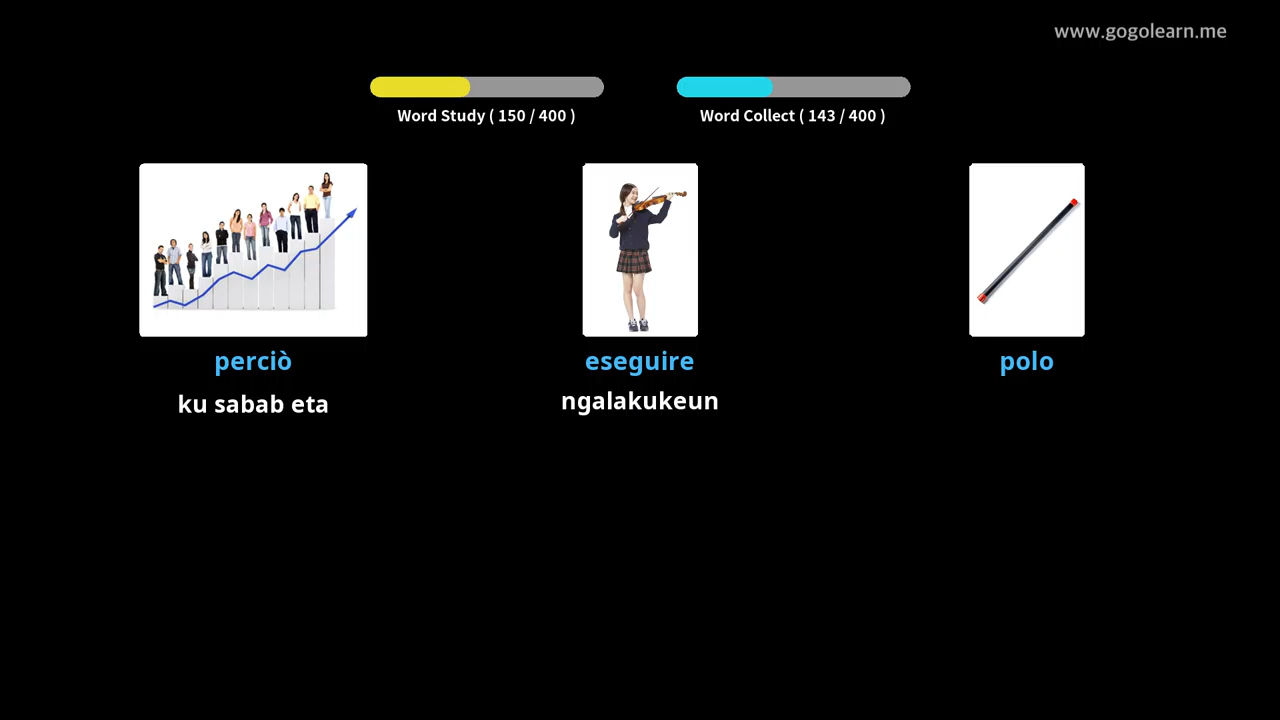 www.gogolearn.me
Word Study ( 150 / 400 )
Word Collect ( 143 / 400 )
perciò
eseguire
polo
ku sabab eta
ngalakukeun